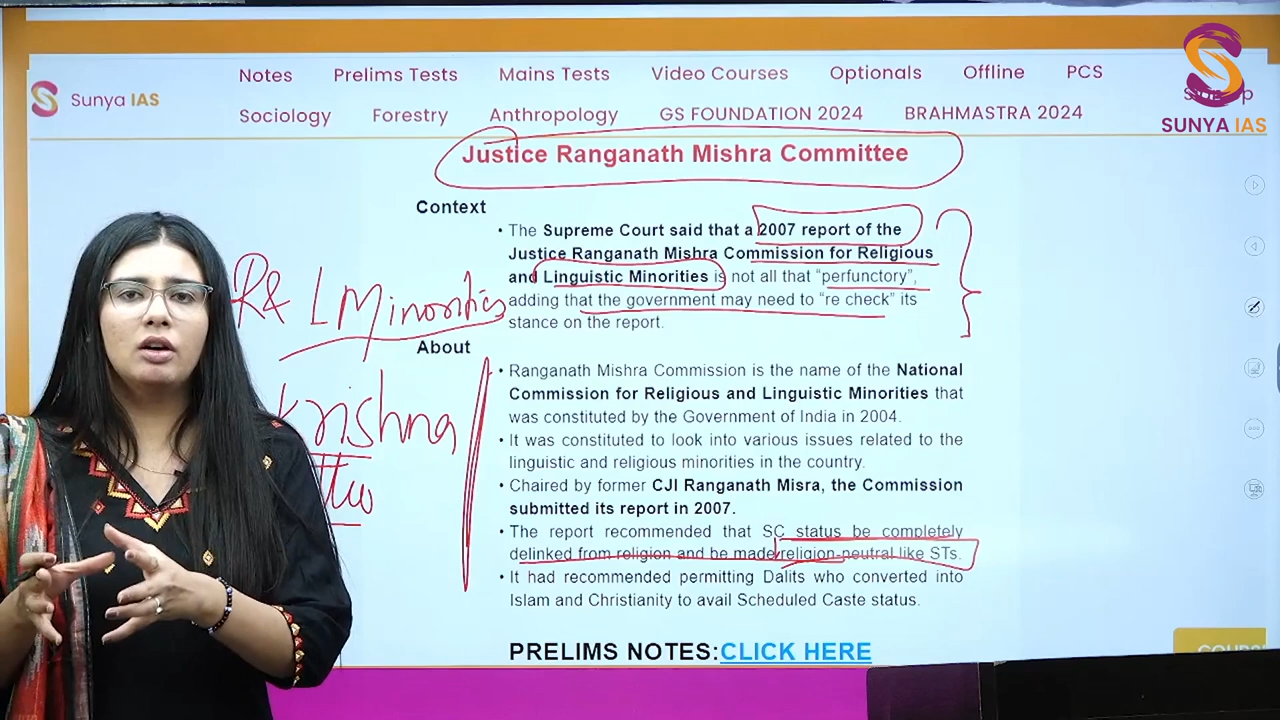 Notes Prelims Tests Mains Tests Video Courses Optionals Offline PCS
Sunya IAS
Sociology Forestry Anthropology GS FOUNDATION 2024 BRAHMASTRA 2024
SUNYA IAS
Justice Ranganath Mishra Committee
Context
• The Supreme Court said that a 2007 report of the
Justice Ranganath Mishra Commission for Religious
and Linguistic Minorities is not all that “perfunctory”,
adding that the government may need to “re check” its
stance on the report.
R& L Minorities
About
• Ranganath Mishra Commission is the name of the National
Commission for Religious and Linguistic Minorities that
was constituted by the Government of India in 2004.
• It was constituted to look into various issues related to the
linguistic and religious minorities in the country.
• Chaired by former CJI Ranganath Misra, the Commission
submitted its report in 2007.
• The report recommended that SC status be completely
delinked from religion and be made religion-neutral like STs.
• It had recommended permitting Dalits who converted into
Islam and Christianity to avail Scheduled Caste status.
Krishna
PRELIMS NOTES:CLICK HERE